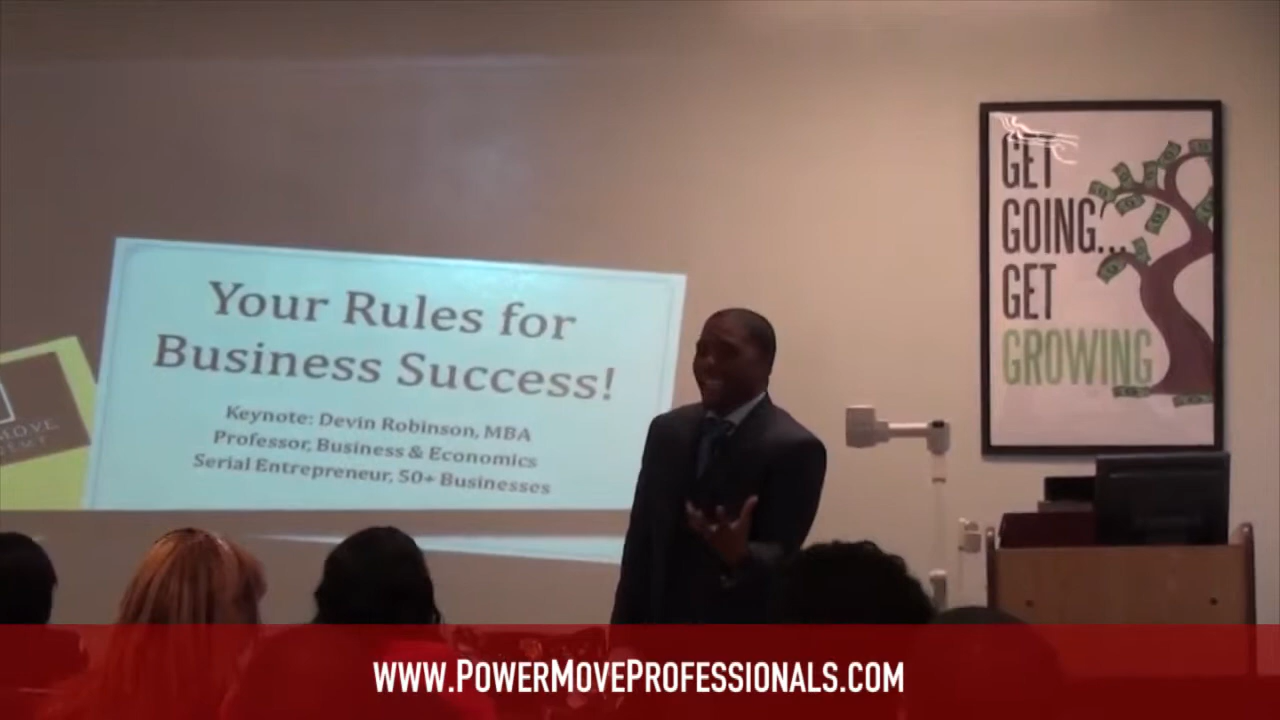 Your Rules for
Business Success!
Keynote: Devin Robinson, MBA
Professor, Business & Economics
Serial Entrepreneur, 50+ Businesses
GET
GOING...
GET
GROWING
WWW.POWERMOVEPROFESSIONALS.COM